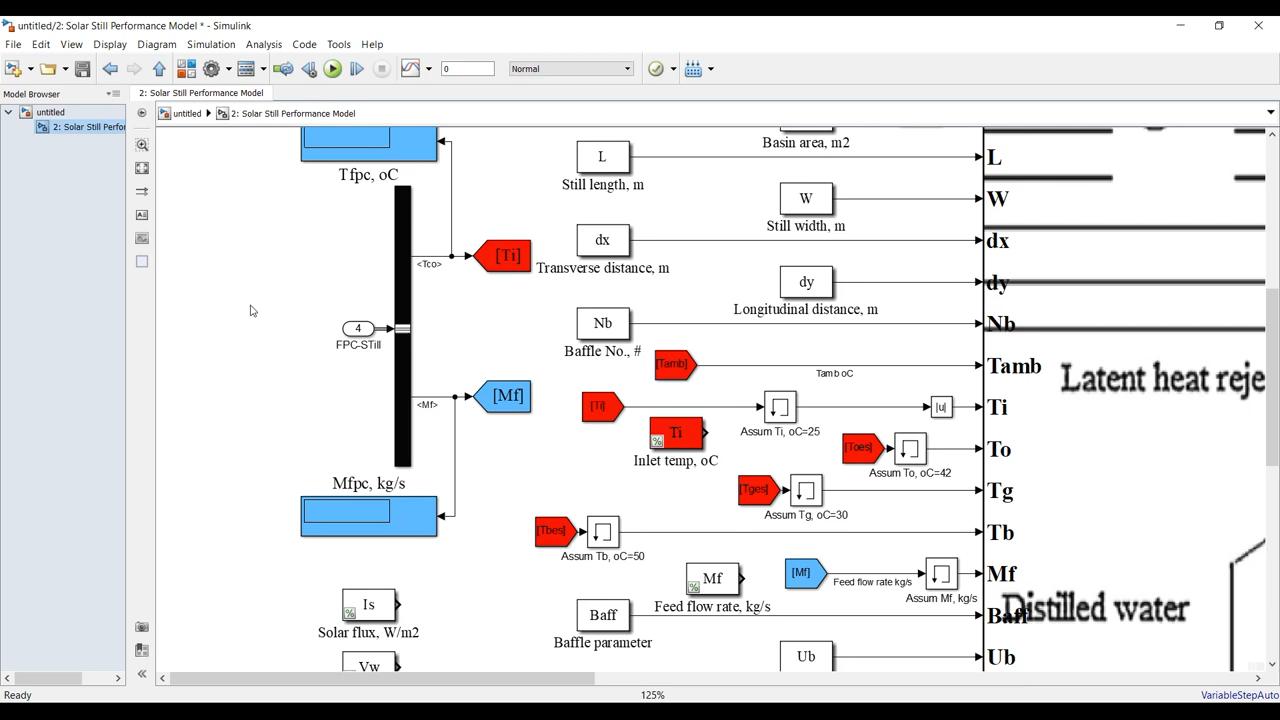 untitled/2: Solar Still Performance Model * - Simulink
File Edit View Display Diagram Simulation Analysis Code Tools Help
0 Normal
Model Browser
2: Solar Still Performance Model
untitled
2: Solar Still Perfor
untitled 2: Solar Still Performance Model
Basin area, m2
Tfpc, oC
L
Still length, m
L
W
Still width, m
W
dx
Transverse distance, m
dx
dy
Longitudinal distance, m
dy
<Tco>
[Ti]
4
FPC-STill
Nb
Baffle No., #
Nb
[Tamb]
Tamb oC
Tamb
Latent heat reje
<Mf>
[Mf]
[Ti]
Assum Ti, oC=25
|u|
Ti
Ti
Inlet temp, oC
[Toes]
Assum To, oC=42
To
Mfpc, kg/s
[Tges]
Assum Tg, oC=30
Tg
[Tbes]
Assum Tb, oC=50
Tb
Mf
Feed flow rate, kg/s
[Mf]
Feed flow rate kg/s
Assum Mf, kg/s
Mf
Distilled water
Is
Solar flux, W/m2
Baff
Baffle parameter
Baff
Vw
Ub
Ub
Ready
125%
VariableStepAuto